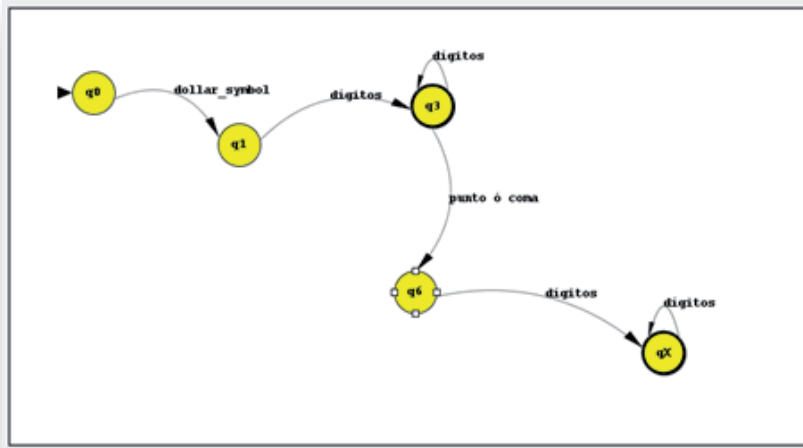 digitos
q0
dollar_symbol
digitos
q3
q1
punto ó coma
q6
digitos
digitos
qX